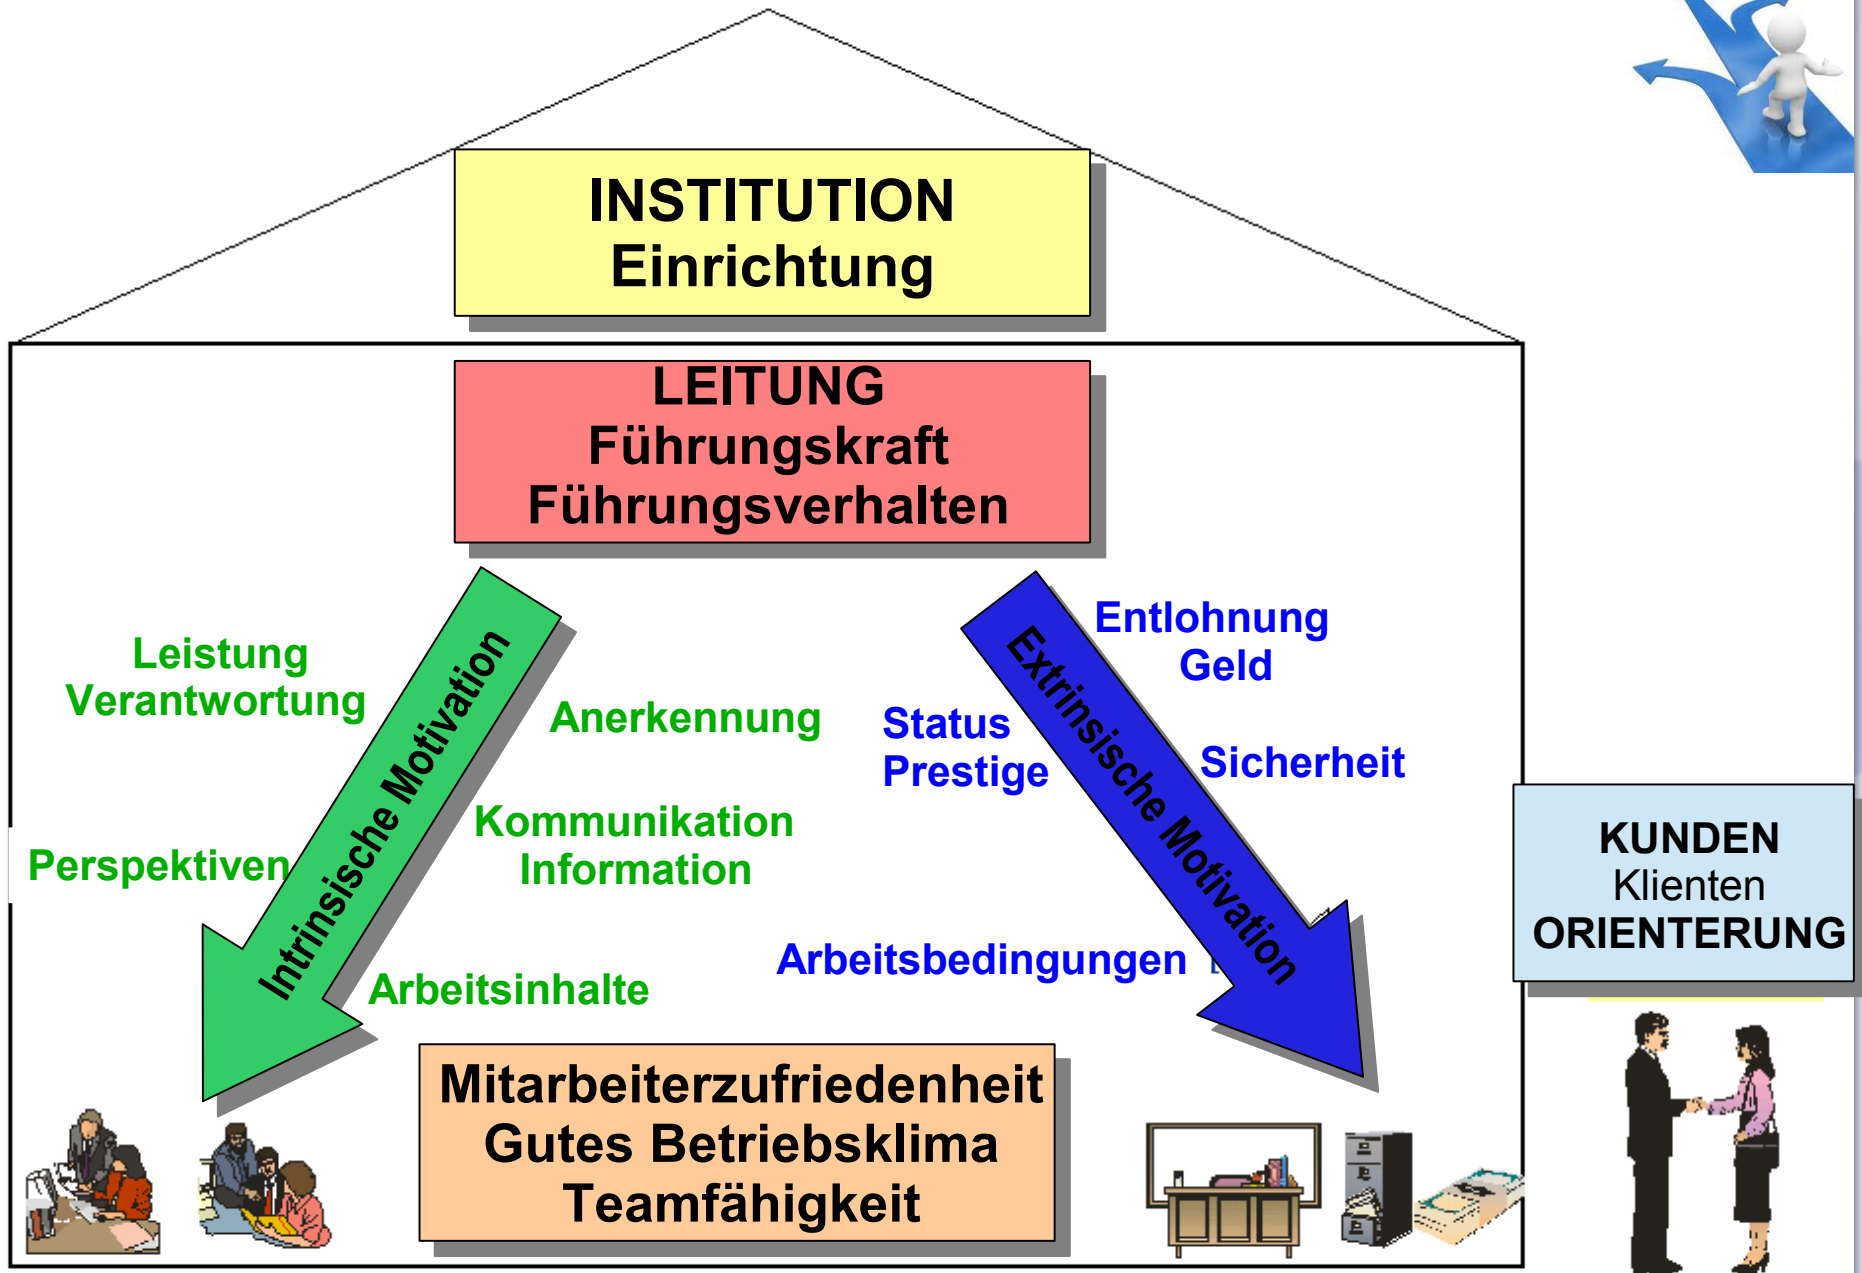 INSTITUTION
Einrichtung
LEITUNG
Führungskraft
Führungsverhalten
Intrinsische Motivation
Leistung
Verantwortung
Anerkennung
Kommunikation
Information
Perspektiven
Arbeitsinhalte
Extrinsische Motivation
Entlohnung
Geld
Status
Prestige
Sicherheit
Arbeitsbedingungen
KUNDEN
Klienten
ORIENTERUNG
Mitarbeiterzufriedenheit
Gutes Betriebsklima
Teamfähigkeit